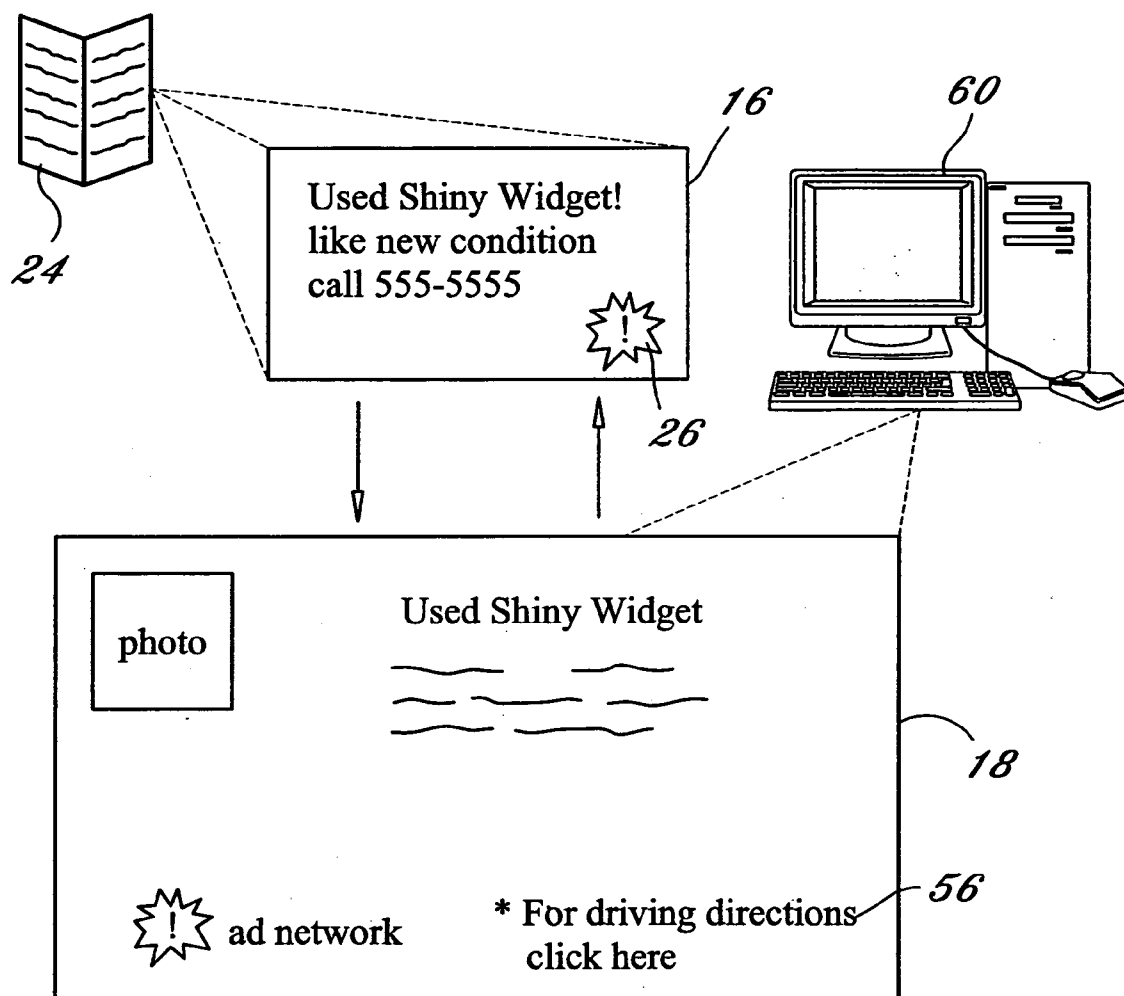 16
60
Used Shiny Widget!
like new condition
call 555-5555
24
!
26
photo
Used Shiny Widget
18
56
! ad network
* For driving directions
click here